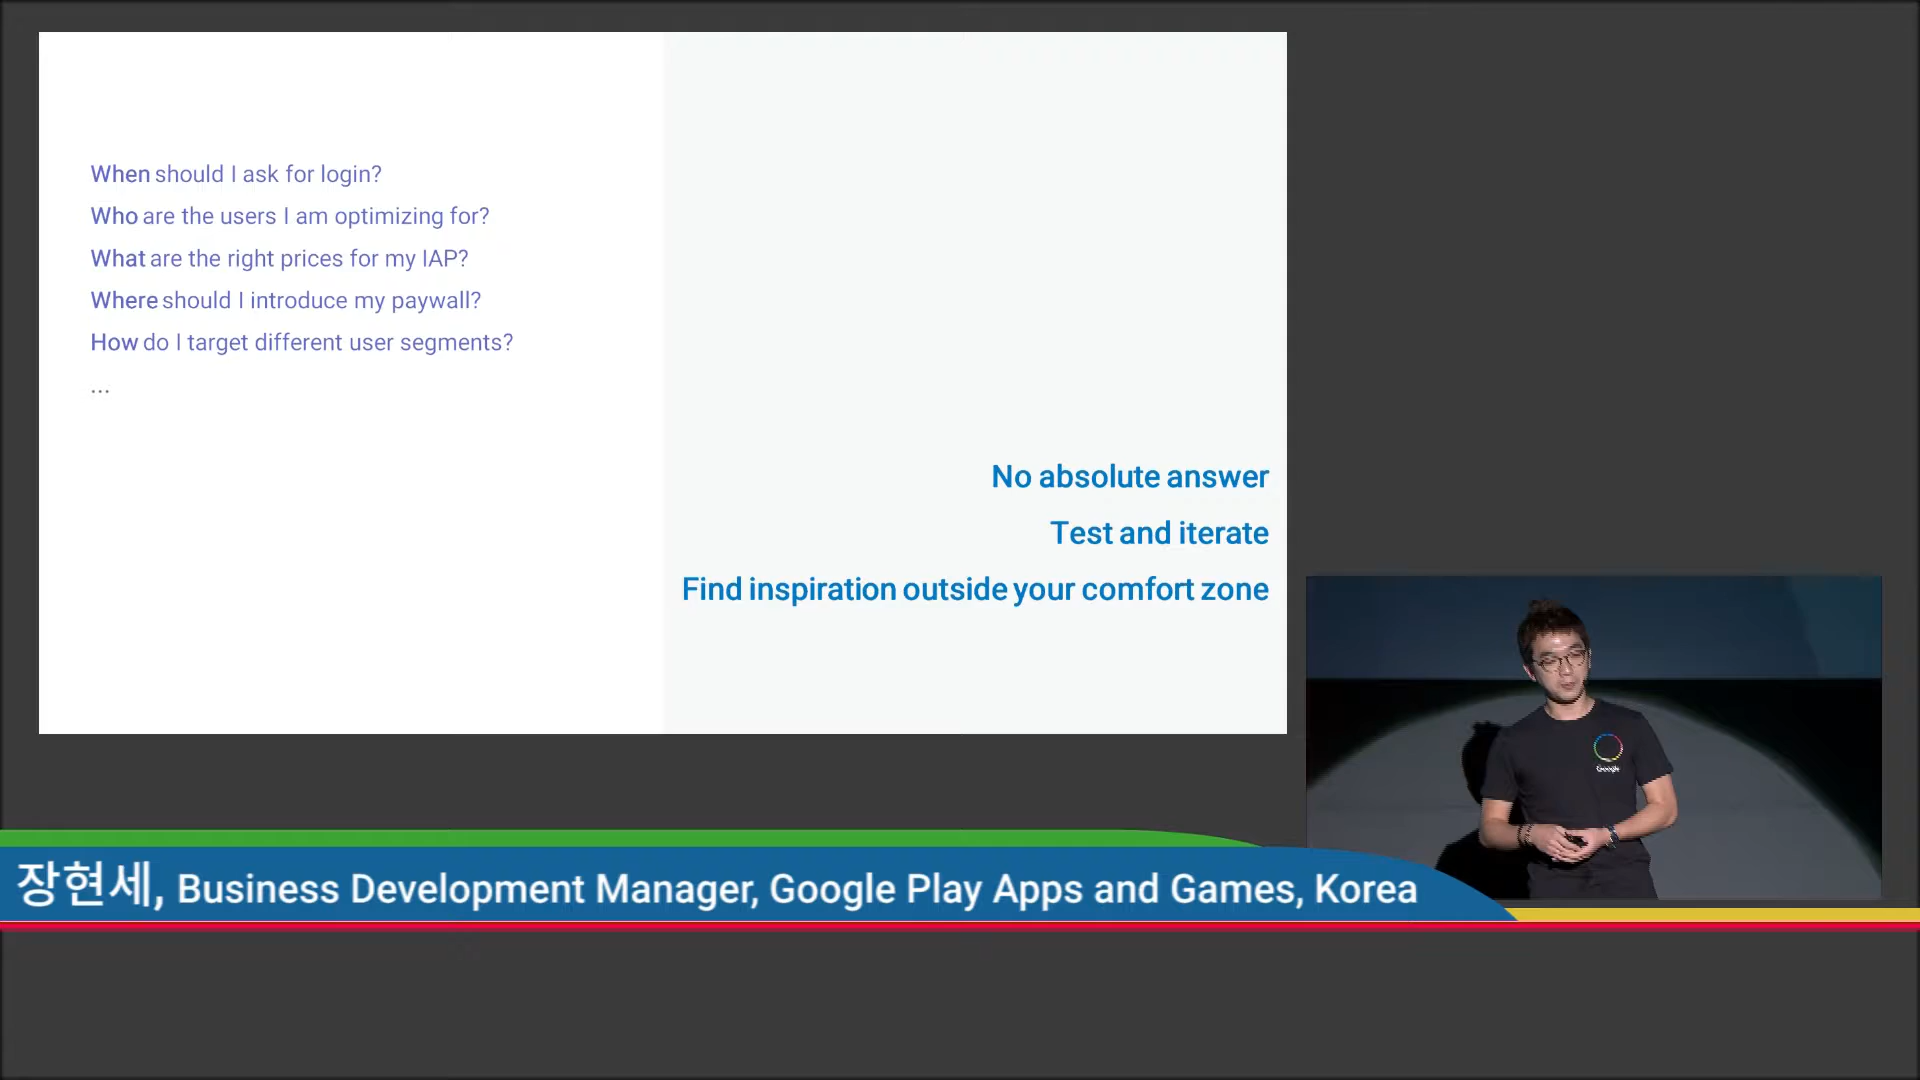 When should I ask for login?
Who are the users I am optimizing for?
What are the right prices for my IAP?
Where should I introduce my paywall?
How do I target different user segments?
...
No absolute answer
Test and iterate
Find inspiration outside your comfort zone
Google
장현세, Business Development Manager, Google Play Apps and Games, Korea